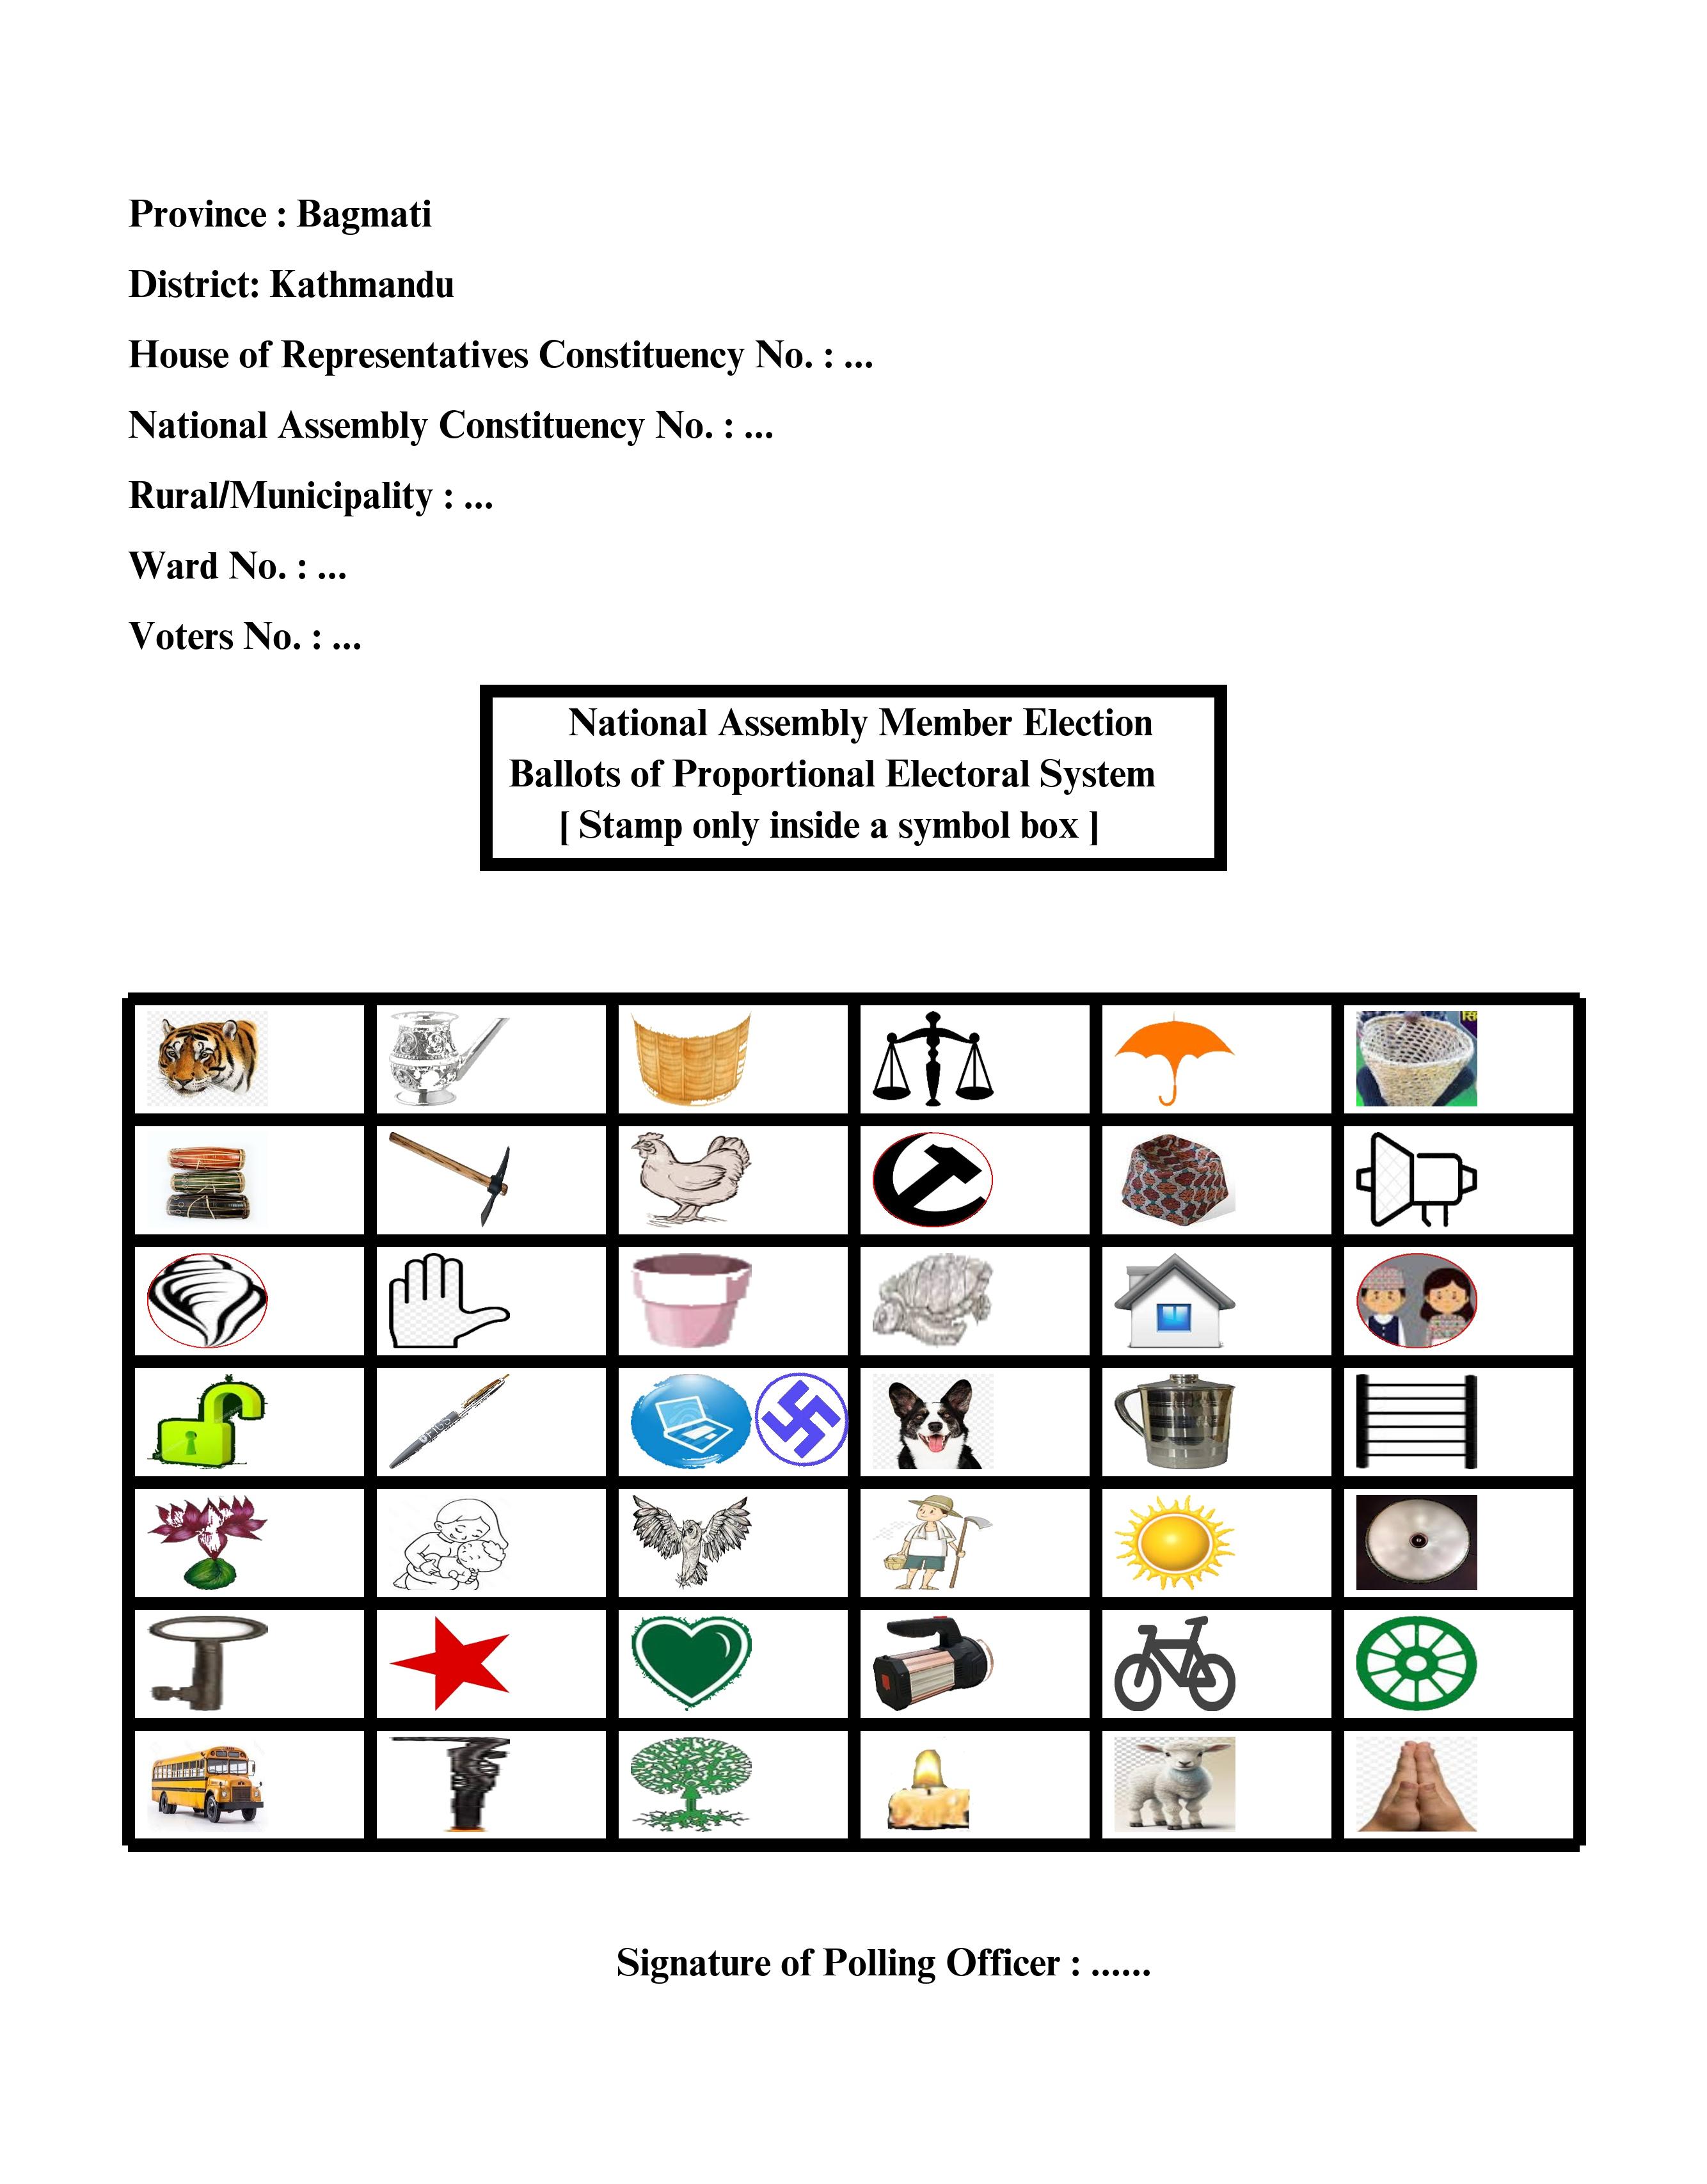 Province : Bagmati
District: Kathmandu
House of Representatives Constituency No. : ...
National Assembly Constituency No. : ...
Rural/Municipality : ...
Ward No. : ...
Voters No. : ...
National Assembly Member Election
Ballots of Proportional Electoral System
[ Stamp only inside a symbol box ]
Signature of Polling Officer : ......